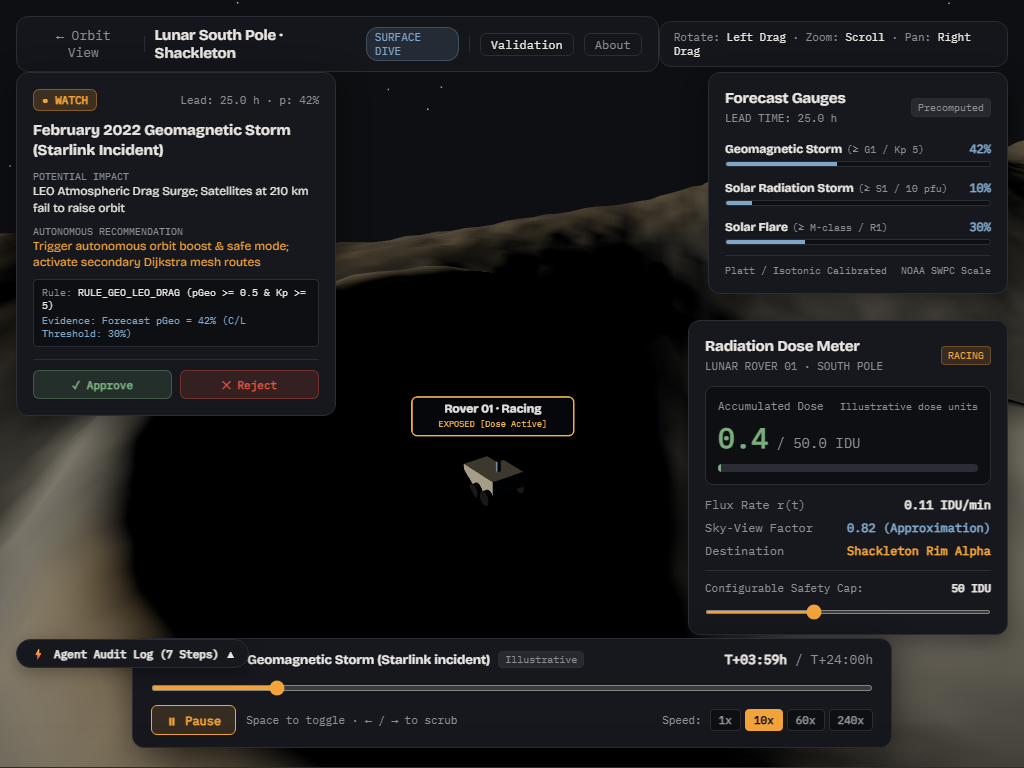 ← Orbit
View
Lunar South Pole ·
Shackleton
SURFACE
DIVE
Validation
About
Rotate: Left Drag · Zoom: Scroll · Pan: Right
Drag
WATCH
Lead: 25.0 h · p: 42%
February 2022 Geomagnetic Storm
(Starlink Incident)
POTENTIAL IMPACT
LEO Atmospheric Drag Surge; Satellites at 210 km
fail to raise orbit
AUTONOMOUS RECOMMENDATION
Trigger autonomous orbit boost & safe mode;
activate secondary Dijkstra mesh routes
Rule: RULE_GEO_LEO_DRAG (pGeo >= 0.5 & Kp >=
5)
Evidence: Forecast pGeo = 42% (C/L
Threshold: 30%)
✓ Approve
✕ Reject
Forecast Gauges
LEAD TIME: 25.0 h
Precomputed
Geomagnetic Storm (≥ G1 / Kp 5) 42%
Solar Radiation Storm (≥ S1 / 10 pfu) 10%
Solar Flare (≥ M-class / R1) 30%
Platt / Isotonic Calibrated NOAA SWPC Scale
Radiation Dose Meter
LUNAR ROVER 01 · SOUTH POLE
RACING
Accumulated Dose Illustrative dose units
0.4 / 50.0 IDU
Flux Rate r(t) 0.11 IDU/min
Sky-View Factor 0.82 (Approximation)
Destination Shackleton Rim Alpha
Configurable Safety Cap: 50 IDU
Rover 01 · Racing
EXPOSED [Dose Active]
Agent Audit Log (7 Steps) ▲
Geomagnetic Storm (Starlink incident) Illustrative
T+03:59h / T+24:00h
Pause
Space to toggle · ← / → to scrub
Speed: 1x 10x 60x 240x